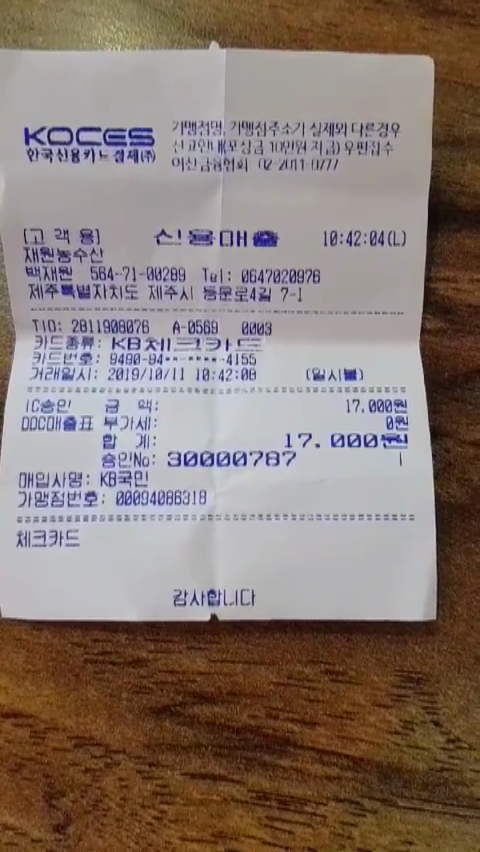 KOCES
한국신용카드결제(주)
가맹점명, 가맹점주소가 실제와 다른경우
신고안내(포상금 10만원 지급) 우편접수
여신금융협회 02-2011-0777
[고 객 용] 신용매출 10:42:04(L)
재원농수산
백재원 564-71-00289 Tel: 0647020976
제주특별자치도 제주시 동문로4길 7-1
TID: 2811908076 A-0569 0003
카드종류: KB체크카드
카드번호: 9490-94**-****-4155
거래일시: 2019/10/11 10:42:08 (일시불)
IC승인 금 액: 17,000원
DDC매출표 부가세: 0원
합 계: 17,000원
승인No: 30000787
매입사명: KB국민
가맹점번호: 00094086318
체크카드
감사합니다